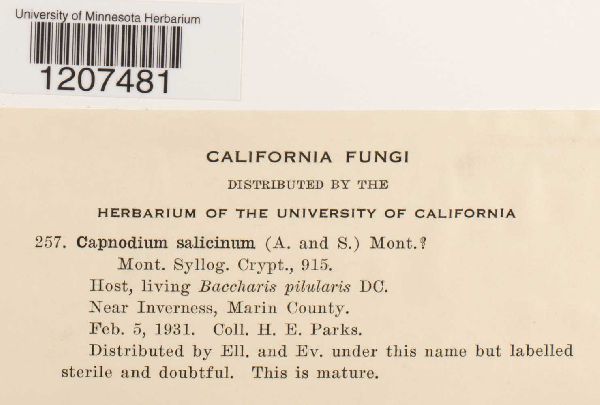 University of Minnesota Herbarium
1207481
CALIFORNIA FUNGI
DISTRIBUTED BY THE
HERBARIUM OF THE UNIVERSITY OF CALIFORNIA
257. Capnodium salicinum (A. and S.) Mont.?
Mont. Syllog. Crypt., 915.
Host, living Baccharis pilularis DC.
Near Inverness, Marin County.
Feb. 5, 1931. Coll. H. E. Parks.
Distributed by Ell. and Ev. under this name but labelled
sterile and doubtful. This is mature.